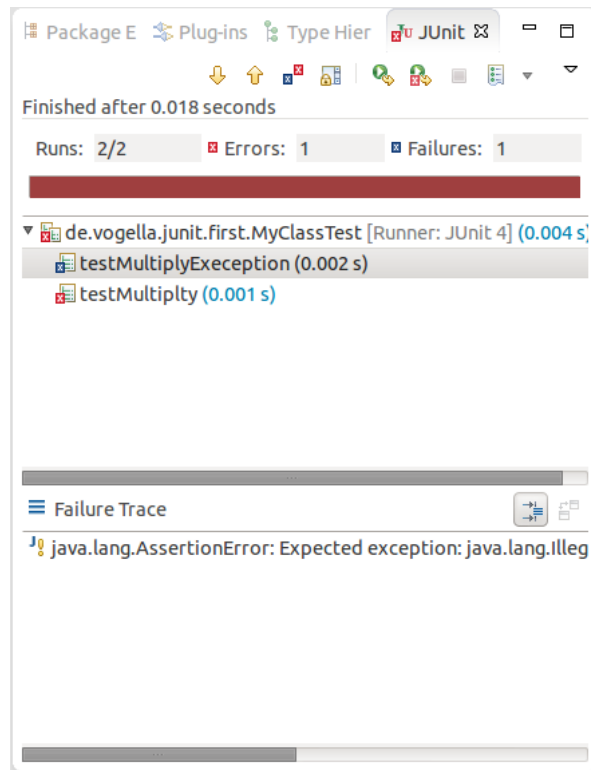 Package E Plug-ins Type Hier JUnit
Finished after 0.018 seconds
Runs: 2/2 Errors: 1 Failures: 1
de.vogella.junit.first.MyClassTest [Runner: JUnit 4] (0.004 s)
testMultiplyExeception (0.002 s)
testMultiplty (0.001 s)
Failure Trace
java.lang.AssertionError: Expected exception: java.lang.Illeg